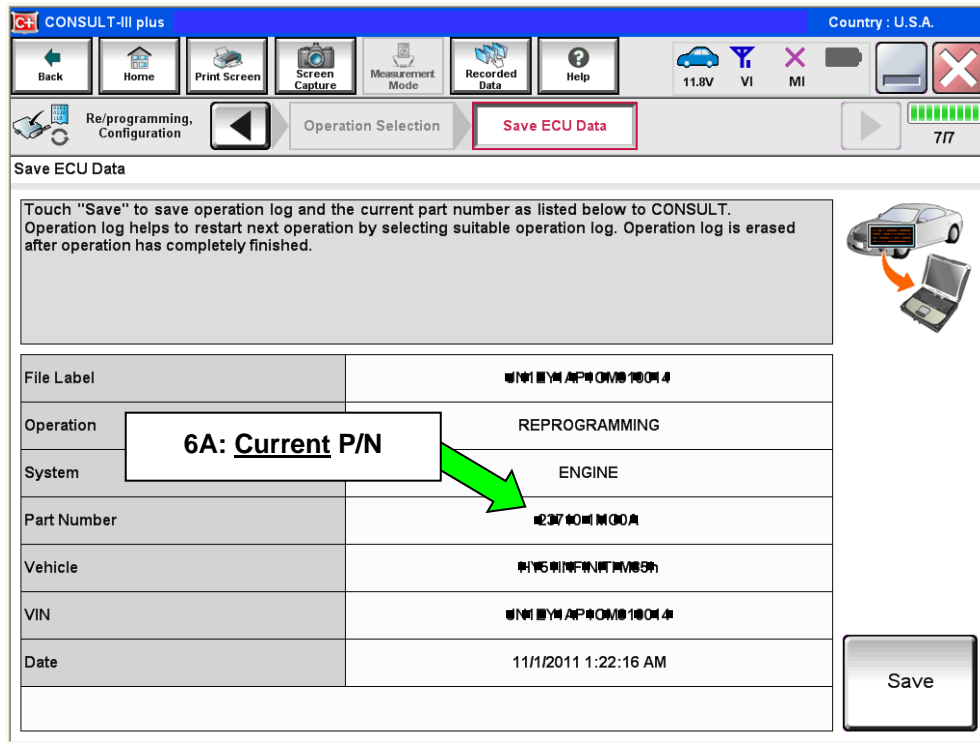 CONSULT-III plus
Country : U.S.A.
Back
Home
Print Screen
Screen
Capture
Measurement
Mode
Recorded
Data
Help
11.8V
VI
MI
Re/programming,
Configuration
Operation Selection
Save ECU Data
7/7
Save ECU Data
Touch "Save" to save operation log and the current part number as listed below to CONSULT.
Operation log helps to restart next operation by selecting suitable operation log. Operation log is erased
after operation has completely finished.
File Label
Operation
REPROGRAMMING
6A: Current P/N
System
ENGINE
Part Number
Vehicle
VIN
Date
11/1/2011 1:22:16 AM
Save